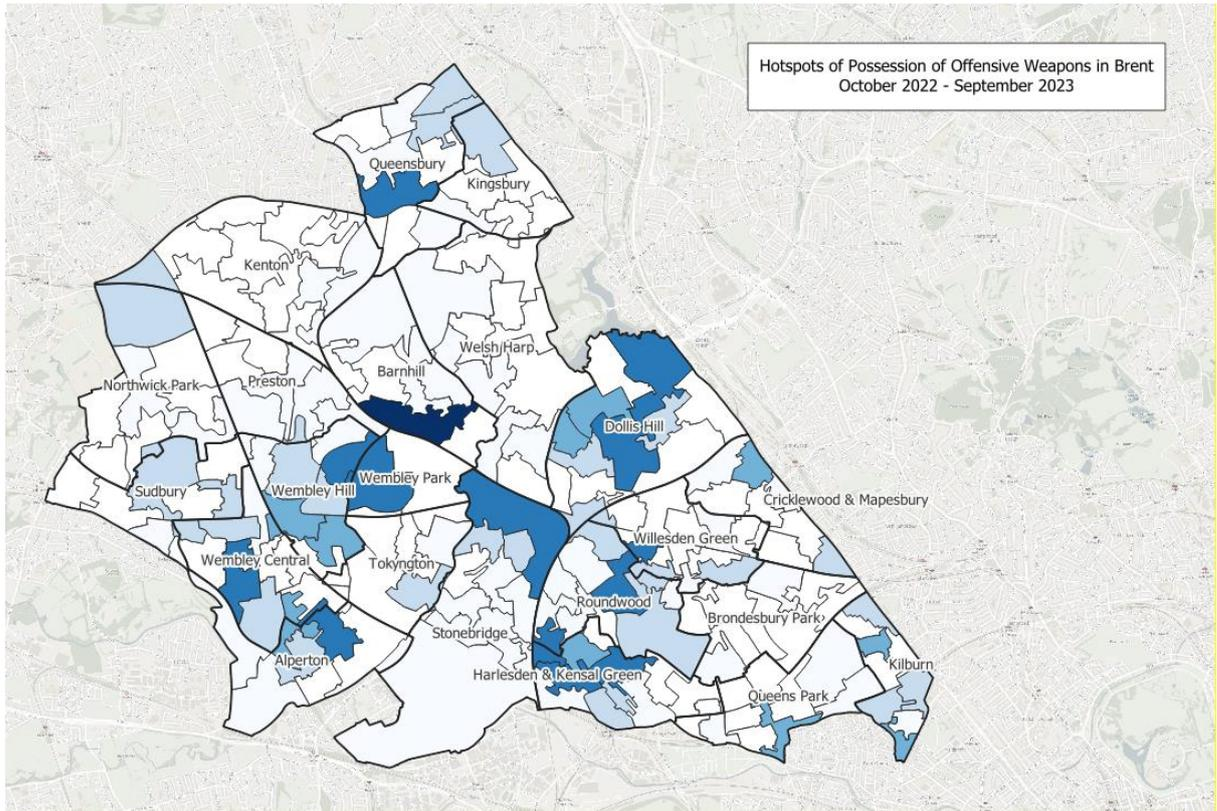 Hotspots of Possession of Offensive Weapons in Brent
October 2022 - September 2023
Queensbury
Kingsbury
Kenton
Welsh Harp
Barnhill
Northwick Park
Preston
Dollis Hill
Wembley Park
Sudbury
Wembley Hill
Cricklewood & Mapesbury
Willesden Green
Wembley Central
Tokyngton
Roundwood
Brondesbury Park
Stonebridge
Alperton
Kilburn
Harlesden & Kensal Green
Queens Park